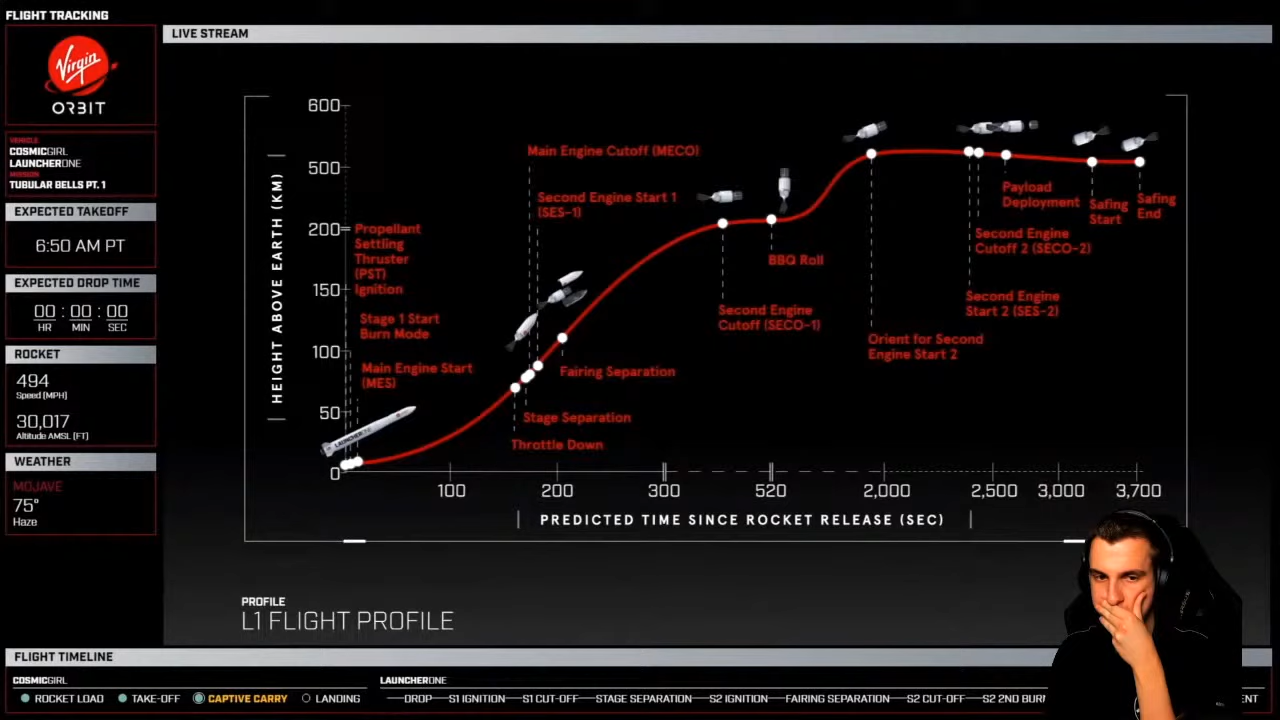 FLIGHT TRACKING
Virgin
ORBIT
VEHICLE
COSMICGIRL
LAUNCHERONE
MISSION
TUBULAR BELLS PT. 1
EXPECTED TAKEOFF
6:50 AM PT
EXPECTED DROP TIME
00 : 00 : 00
HR MIN SEC
ROCKET
494
Speed (MPH)
30,017
Altitude AMSL (FT)
WEATHER
MOJAVE
75°
Haze
LIVE STREAM
HEIGHT ABOVE EARTH (KM)
600
500
200
150
100
50
0
Propellant
Settling
Thruster
(PST)
Ignition
Stage 1 Start
Burn Mode
Main Engine Start
(MES)
LAUNCHERONE
Main Engine Cutoff (MECO)
Second Engine Start 1
(SES-1)
Fairing Separation
Stage Separation
Throttle Down
Second Engine
Cutoff (SECO-1)
BBQ Roll
Orient for Second
Engine Start 2
Second Engine
Start 2 (SES-2)
Second Engine
Cutoff 2 (SECO-2)
Payload
Deployment
Safing
Start
Safing
End
100 200 300 520 2,000 2,500 3,000 3,700
PREDICTED TIME SINCE ROCKET RELEASE (SEC)
PROFILE
L1 FLIGHT PROFILE
FLIGHT TIMELINE
COSMICGIRL
ROCKET LOAD TAKE-OFF CAPTIVE CARRY LANDING
LAUNCHERONE
DROP S1 IGNITION S1 CUT-OFF STAGE SEPARATION S2 IGNITION FAIRING SEPARATION S2 CUT-OFF S2 2ND BURN